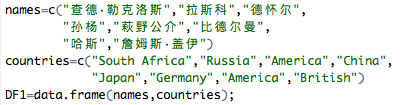 names=c("查德·勒克洛斯","拉斯科","德怀尔",
"孙杨","萩野公介","比德尔曼",
"哈斯","詹姆斯·盖伊")
countries=c("South Africa","Russia","America","China",
"Japan","Germany","America","British")
DF1=data.frame(names,countries);